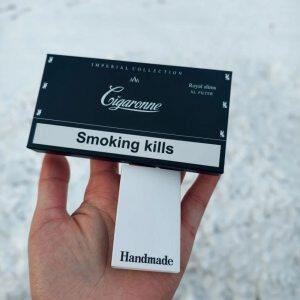 IMPERIAL COLLECTION
Cigaronne
Royal slims
XL FILTER
Smoking kills
Handmade